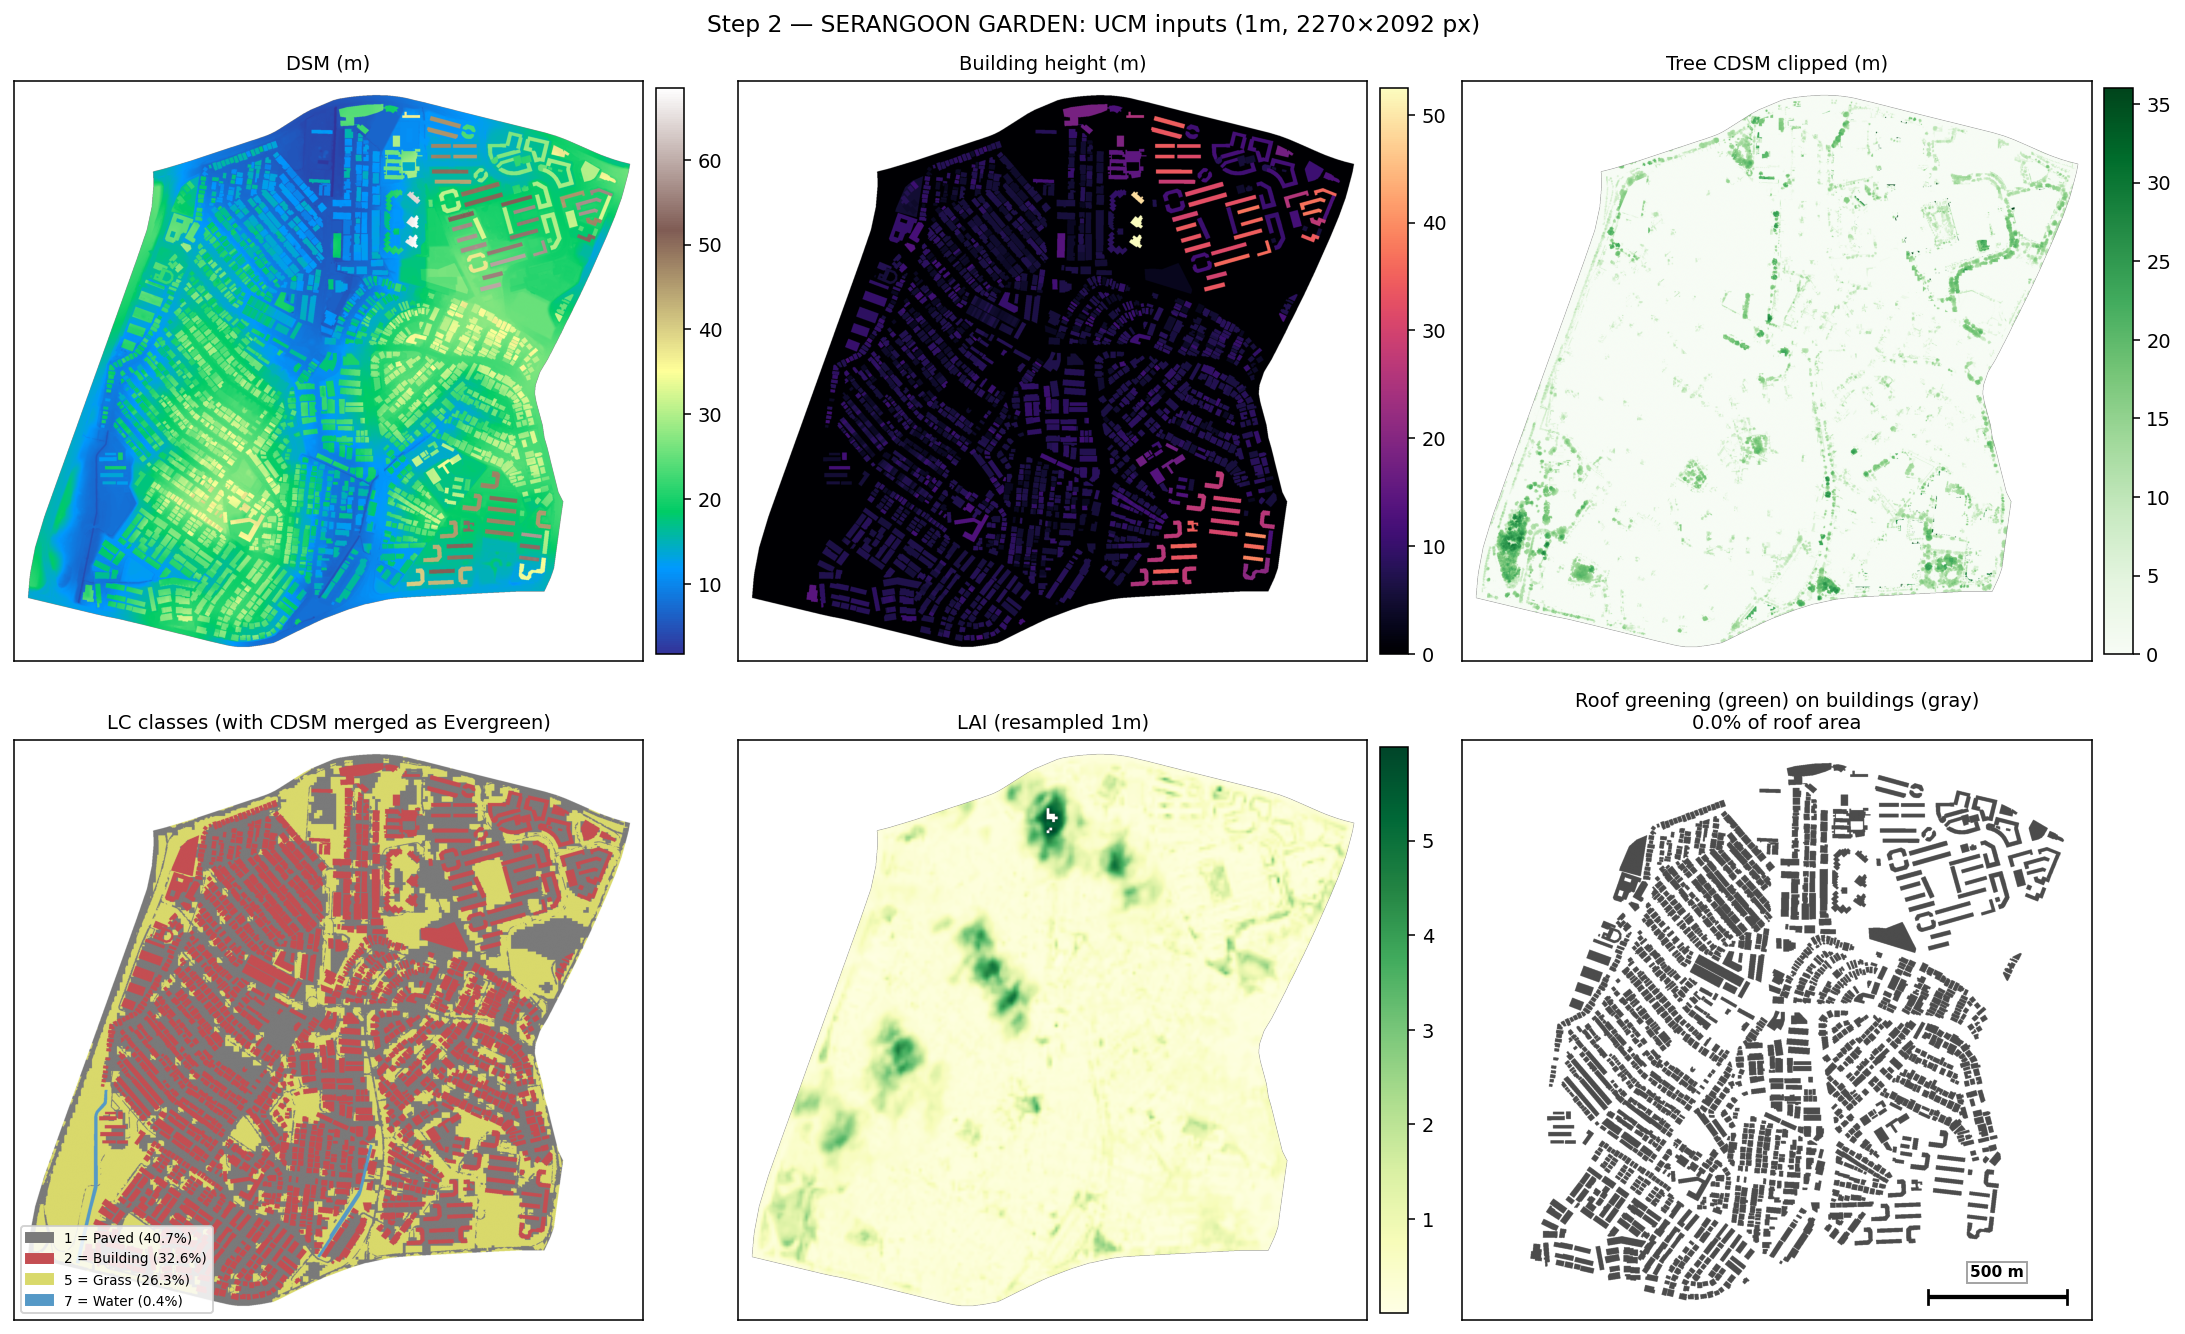 Step 2 — SERANGOON GARDEN: UCM inputs (1m, 2270×2092 px)
DSM (m)
60
50
40
30
20
10
Building height (m)
50
40
30
20
10
0
Tree CDSM clipped (m)
35
30
25
20
15
10
5
0
LC classes (with CDSM merged as Evergreen)
1 = Paved (40.7%)
2 = Building (32.6%)
5 = Grass (26.3%)
7 = Water (0.4%)
LAI (resampled 1m)
5
4
3
2
1
Roof greening (green) on buildings (gray)
0.0% of roof area
500 m